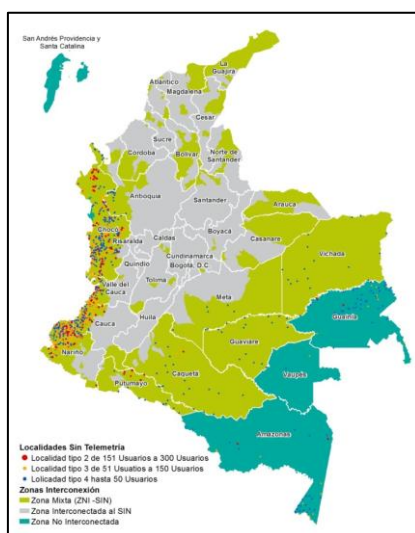 San Andrés Providencia y
Santa Catalina
La
Guajira
Atlántico
Magdalena
Cesar
Sucre
Córdoba
Bolívar
Norte de
Santander
Antioquia
Santander
Arauca
Chocó
Risaralda
Caldas
Boyacá
Casanare
Cundinamarca
Quindío
Bogotá, D.C
Vichada
Tolima
Valle del
Cauca
Meta
Guainía
Cauca
Huila
Guaviare
Nariño
Vaupés
Putumayo
Caquetá
Amazonas
Localidades Sin Telemetría
Localidad tipo 2 de 151 Usuarios a 300 Usuarios
Localidad tipo 3 de 51 Usuatios a 150 Usuarios
Lolicadad tipo 4 hasta 50 Usuarios
Zonas Interconexión
Zona Mixta (ZNI -SIN)
Zona Interconectada al SIN
Zona No Interconectada